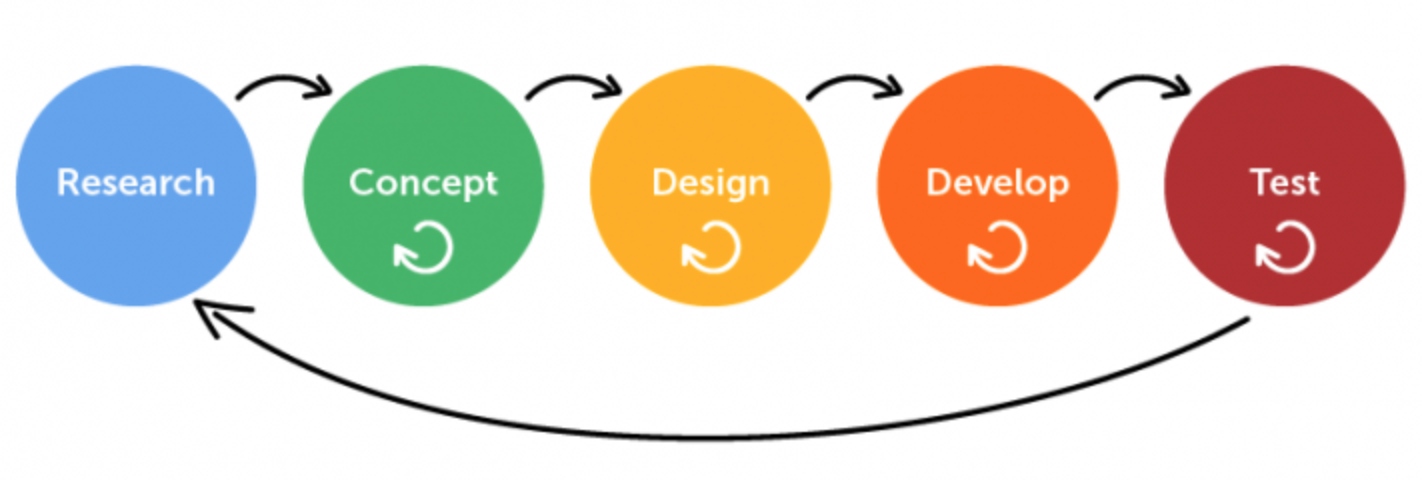 Research
Concept
Design
Develop
Test